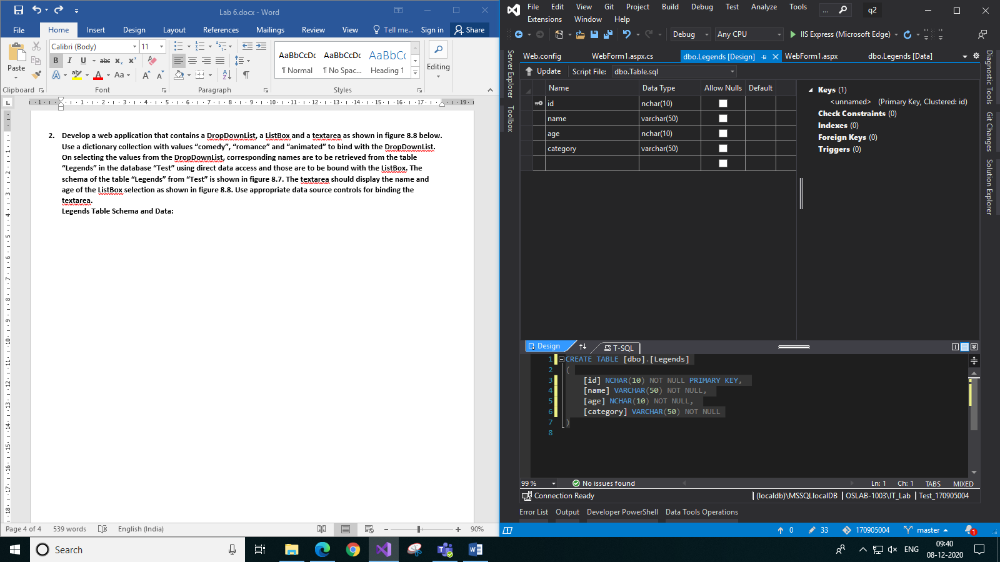 Lab 6.docx - Word
File Home Insert Design Layout References Mailings Review View Tell me... Sign in Share
Paste
Calibri (Body) 11
B I U abc x₂ x² A
A ab A Aa A A
AaBbCcDc AaBbCcDc AaBbCc
¶ Normal ¶ No Spac... Heading 1
Editing
Clipboard Font Paragraph Styles
2. Develop a web application that contains a DropDownList, a ListBox and a textarea as shown in figure 8.8 below.
Use a dictionary collection with values “comedy”, “romance” and “animated” to bind with the DropDownList.
On selecting the values from the DropDownList, corresponding names are to be retrieved from the table
“Legends” in the database “Test” using direct data access and those are to be bound with the ListBox. The
schema of the table “Legends” from “Test” is shown in figure 8.7. The textarea should display the name and
age of the ListBox selection as shown in figure 8.8. Use appropriate data source controls for binding the
textarea.
Legends Table Schema and Data:
Page 4 of 4 539 words English (India) 90%
File Edit View Git Project Build Debug Test Analyze Tools ... q2
Extensions Window Help
Debug Any CPU IIS Express (Microsoft Edge)
Server Explorer
Toolbox
Web.config WebForm1.aspx.cs dbo.Legends [Design] WebForm1.aspx dbo.Legends [Data]
Update Script File: dbo.Table.sql
Name Data Type Allow Nulls Default
id nchar(10)
name varchar(50)
age nchar(10)
category varchar(50)
Keys (1)
<unnamed> (Primary Key, Clustered: id)
Check Constraints (0)
Indexes (0)
Foreign Keys (0)
Triggers (0)
Diagnostic Tools
Git Changes
Solution Explorer
Design T-SQL
1 CREATE TABLE [dbo].[Legends]
2 (
3 [id] NCHAR(10) NOT NULL PRIMARY KEY,
4 [name] VARCHAR(50) NOT NULL,
5 [age] NCHAR(10) NOT NULL,
6 [category] VARCHAR(50) NOT NULL
7 )
8
99 % No issues found Ln: 1 Ch: 1 TABS MIXED
Connection Ready (localdb)\MSSQLlocalDB OSLAB-1003\IT_Lab Test_170905004
Error List Output Developer PowerShell Data Tools Operations
0 33 170905004 master 1
Search
ENG
09:40
08-12-2020